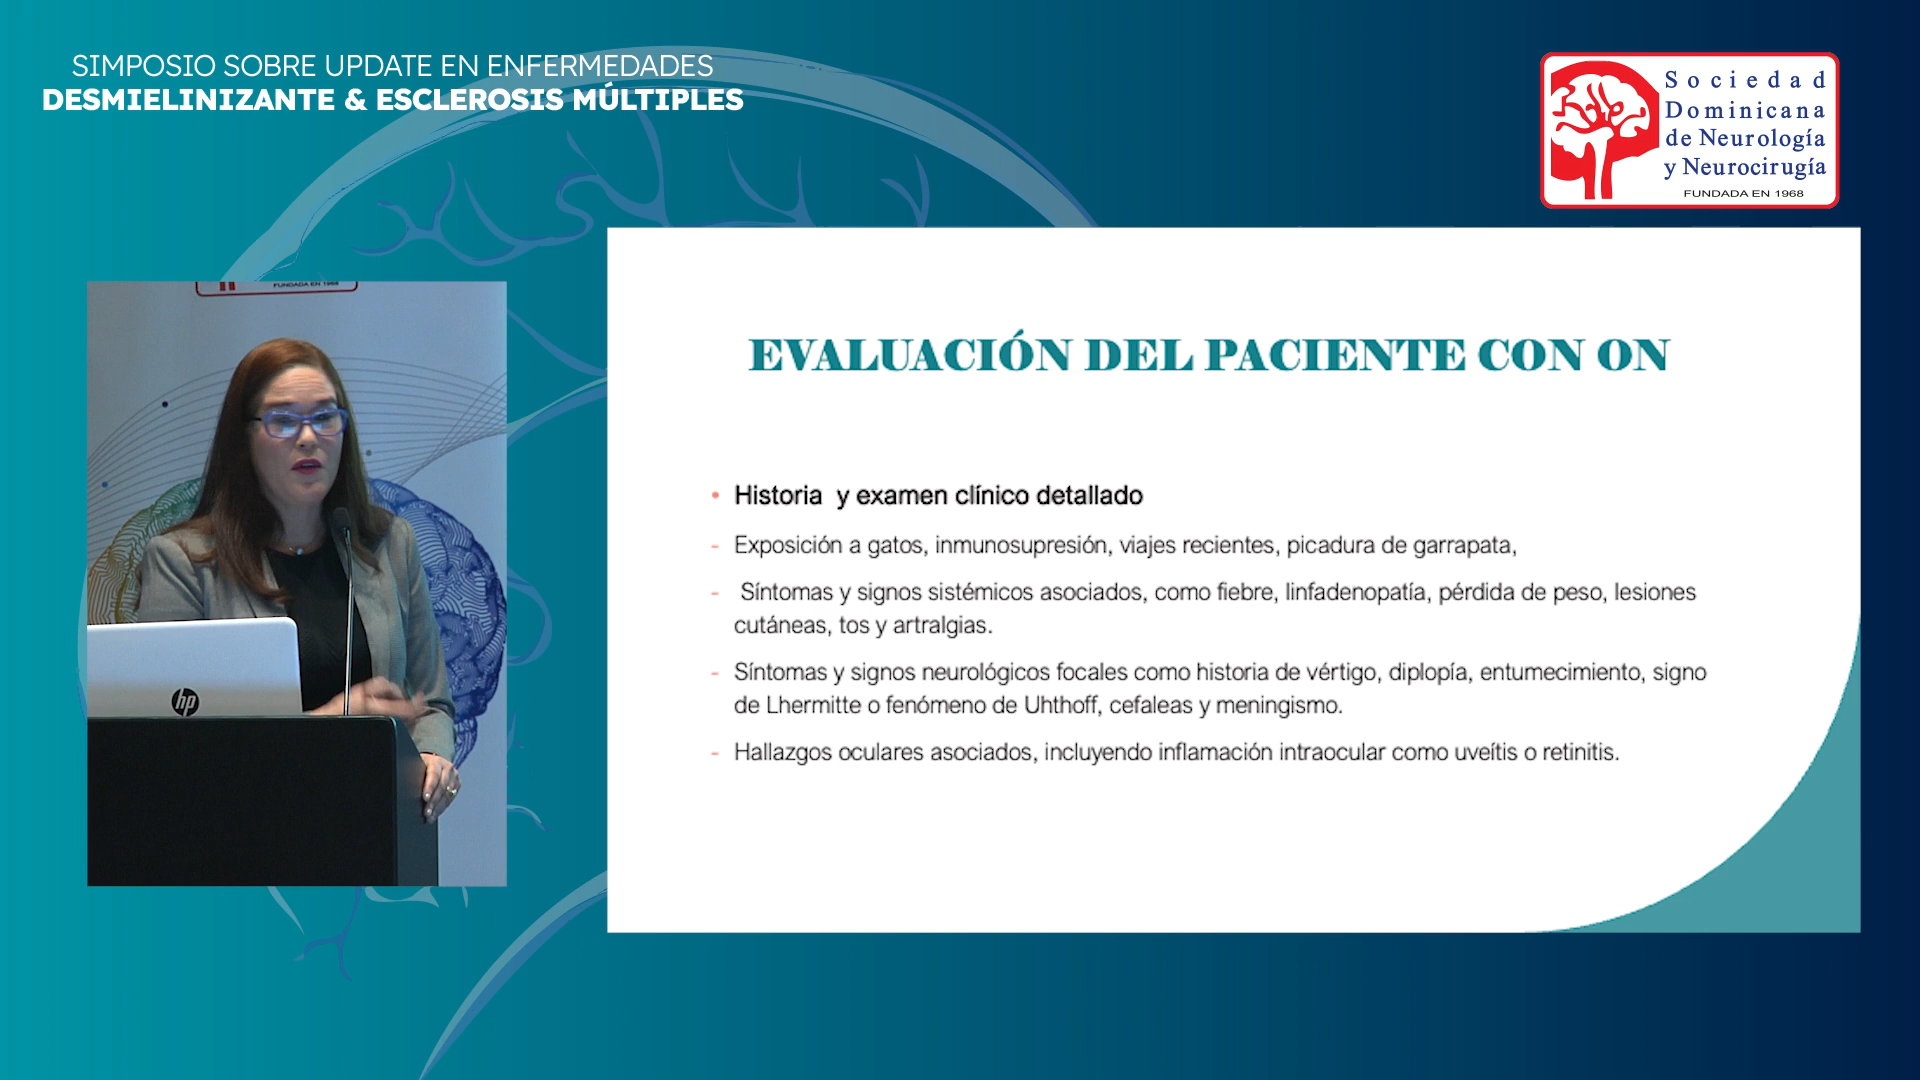 SIMPOSIO SOBRE UPDATE EN ENFERMEDADES
DESMIELINIZANTE & ESCLEROSIS MÚLTIPLES
Sociedad
Dominicana
de Neurología
y Neurocirugía
FUNDADA EN 1968
FUNDADA EN 1968
hp
EVALUACIÓN DEL PACIENTE CON ON
• Historia y examen clínico detallado
- Exposición a gatos, inmunosupresión, viajes recientes, picadura de garrapata,
- Síntomas y signos sistémicos asociados, como fiebre, linfadenopatía, pérdida de peso, lesiones
cutáneas, tos y artralgias.
- Síntomas y signos neurológicos focales como historia de vértigo, diplopía, entumecimiento, signo
de Lhermitte o fenómeno de Uhthoff, cefaleas y meningismo.
- Hallazgos oculares asociados, incluyendo inflamación intraocular como uveítis o retinitis.